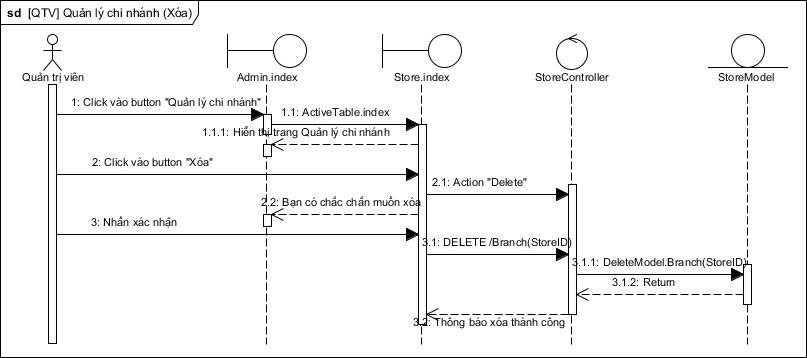 sd [QTV] Quản lý chi nhánh (Xóa)
Quản trị viên
Admin.index
Store.index
StoreController
StoreModel
1: Click vào button "Quản lý chi nhánh"
1.1: ActiveTable.index
1.1.1: Hiển thị trang Quản lý chi nhánh
2: Click vào button "Xóa"
2.1: Action "Delete"
2.2: Bạn có chắc chắn muốn xóa
3: Nhấn xác nhận
3.1: DELETE /Branch(StoreID)
3.1.1: DeleteModel.Branch(StoreID)
3.1.2: Return
3.2: Thông báo xóa thành công